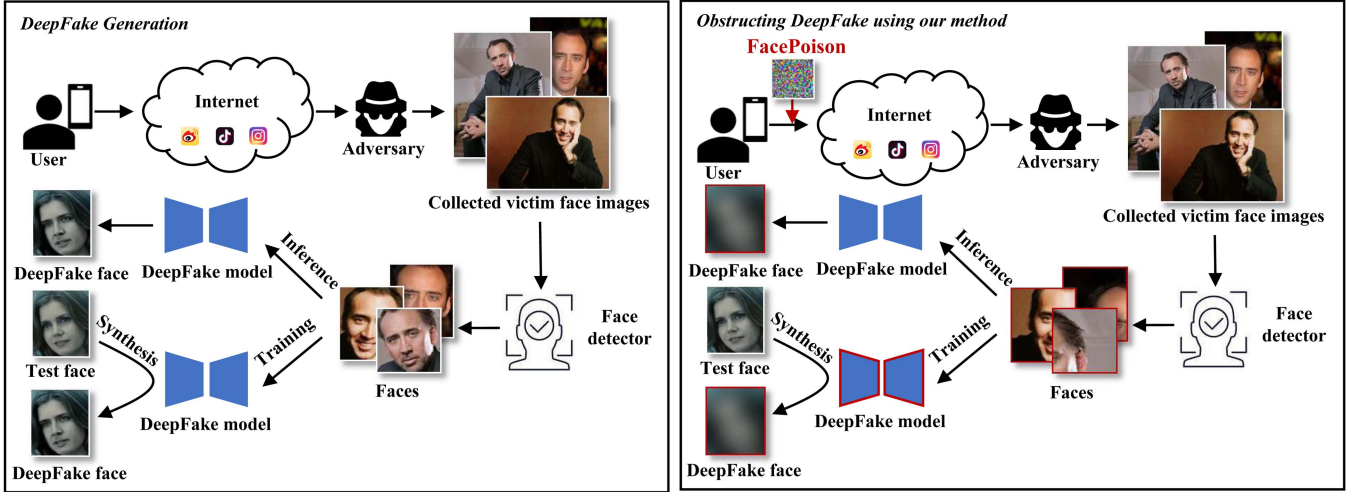 DeepFake Generation
Internet
User
Adversary
Collected victim face images
DeepFake face
DeepFake model
Inference
Face
detector
Synthesis
Training
Test face
Faces
DeepFake model
DeepFake face
Obstructing DeepFake using our method
FacePoison
Internet
User
Adversary
Collected victim face images
DeepFake face
DeepFake model
Inference
Face
detector
Synthesis
Training
Test face
Faces
DeepFake model
DeepFake face